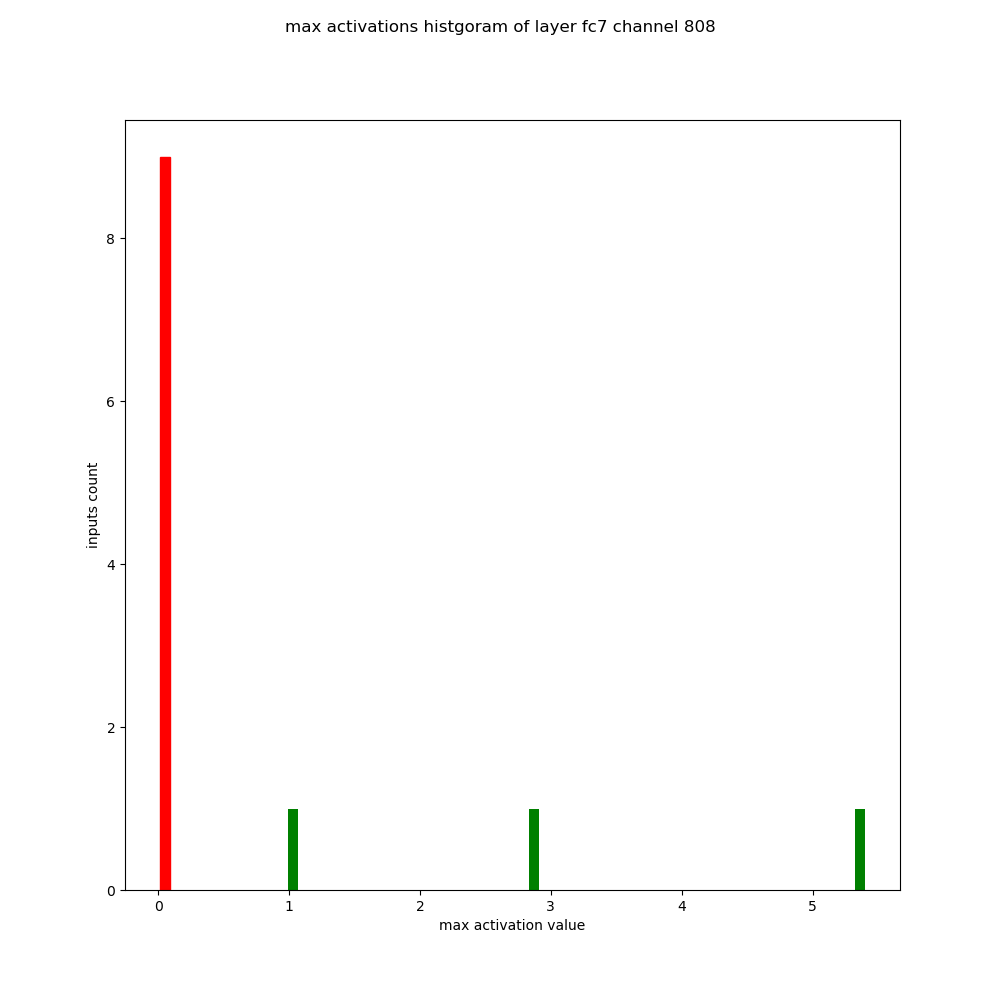 max activations histgoram of layer fc7 channel 808
8
6
4
2
0
inputs count
0 1 2 3 4 5
max activation value